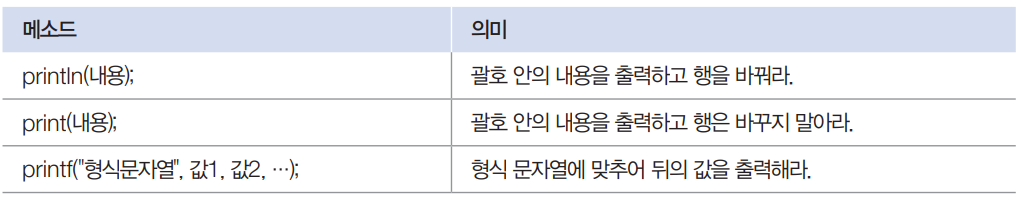 메소드 의미
println(내용); 괄호 안의 내용을 출력하고 행을 바꿔라.
print(내용); 괄호 안의 내용을 출력하고 행은 바꾸지 말아라.
printf("형식문자열", 값1, 값2, …); 형식 문자열에 맞추어 뒤의 값을 출력해라.